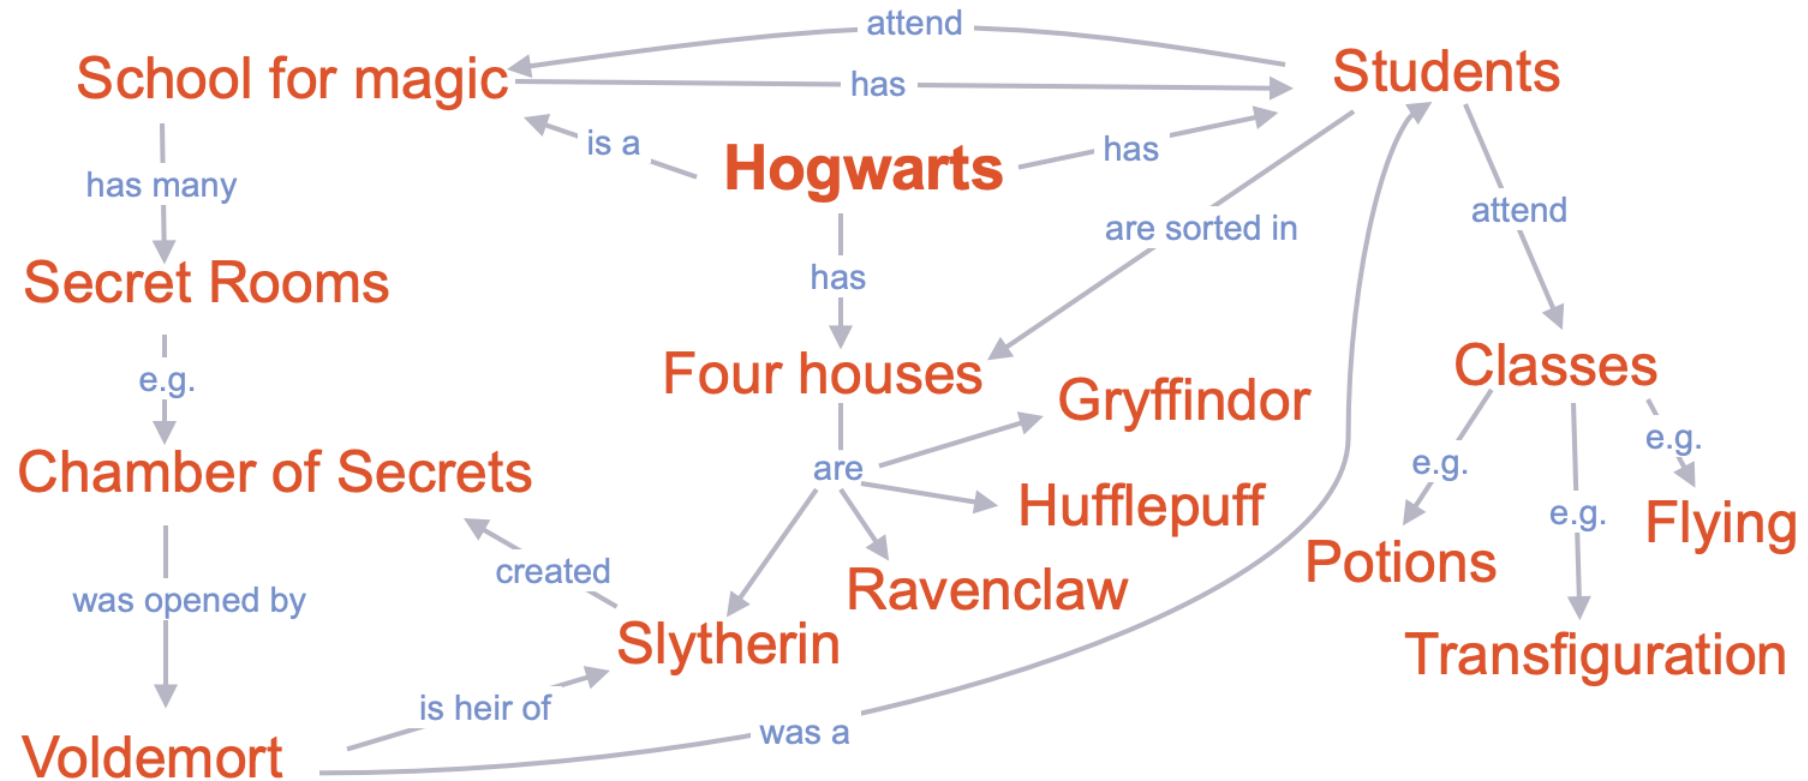 attend
School for magic
has
Students
is a
Hogwarts
has
has many
attend
are sorted in
Secret Rooms
has
e.g.
Four houses
Classes
Gryffindor
Chamber of Secrets
are
e.g.
e.g.
Hufflepuff
e.g.
Flying
created
Potions
was opened by
Ravenclaw
Slytherin
Transfiguration
is heir of
was a
Voldemort